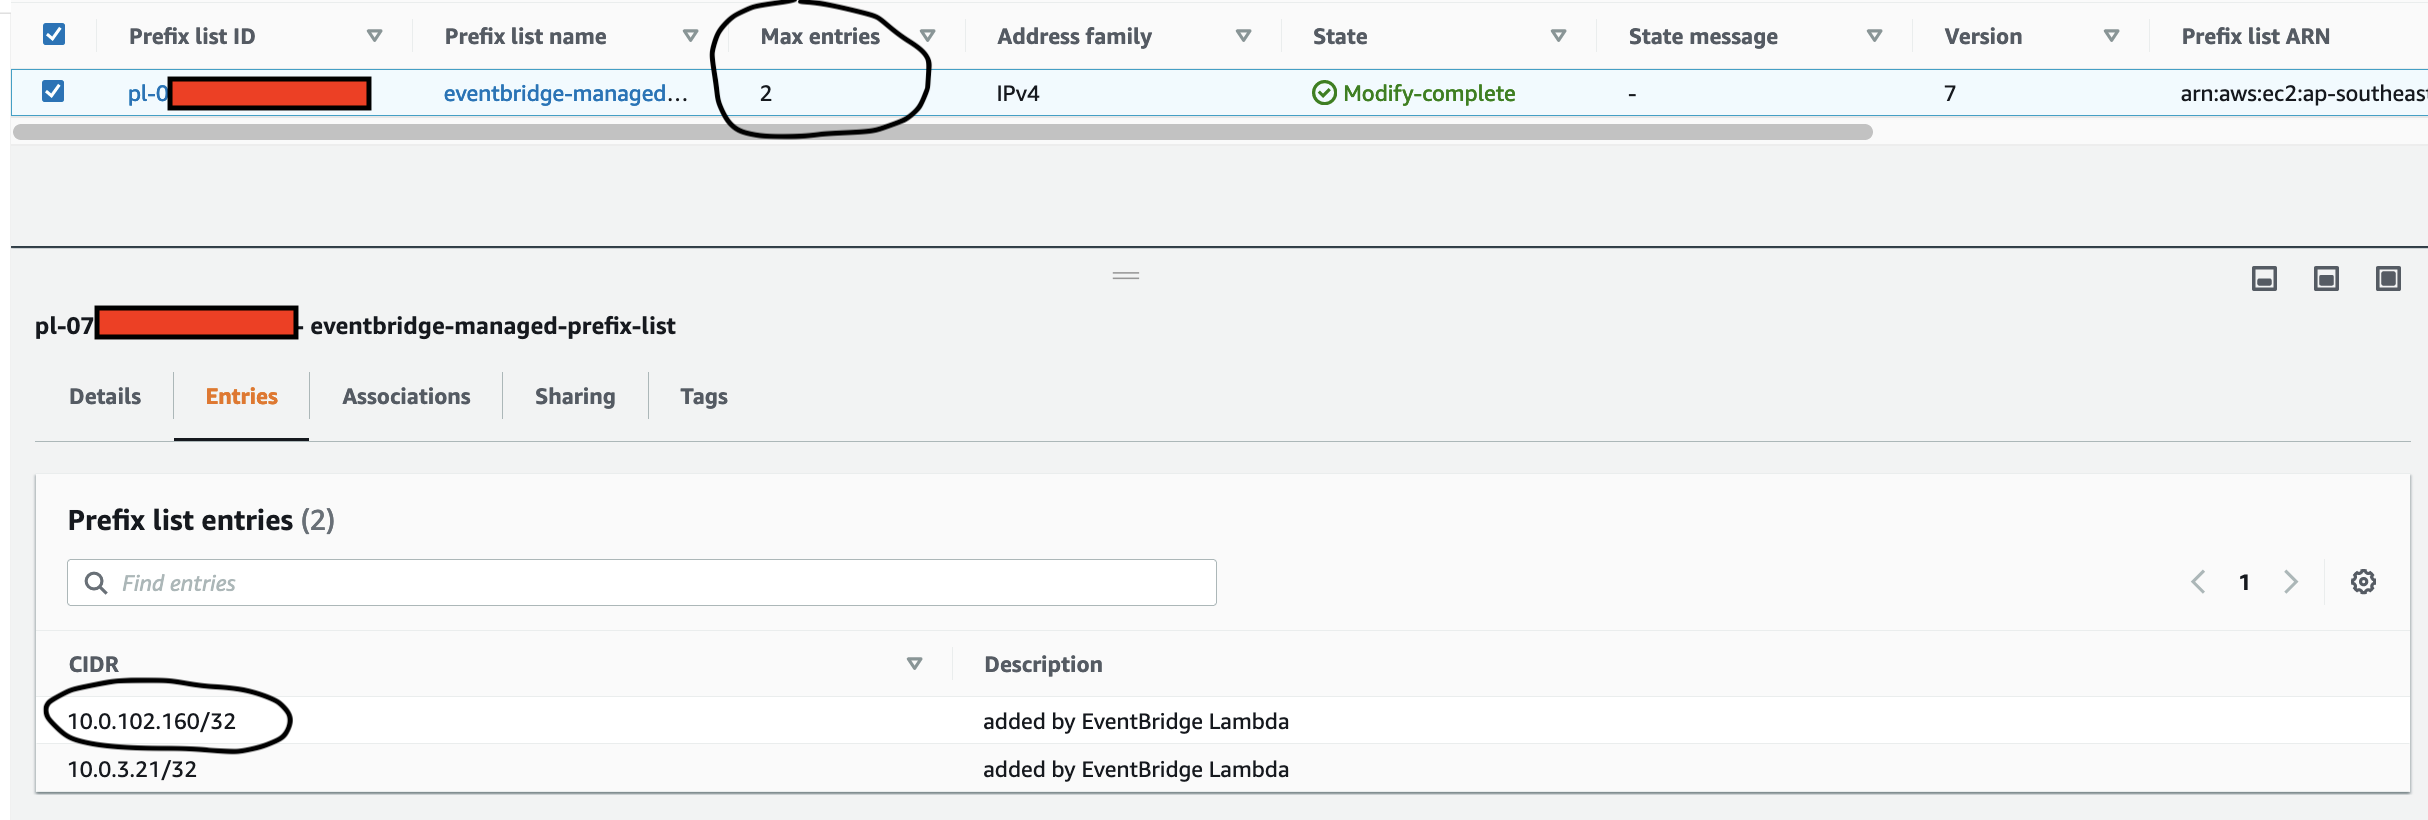 Prefix list ID Prefix list name Max entries Address family State State message Version Prefix list ARN
pl-0 eventbridge-managed... 2 IPv4 Modify-complete - 7 arn:aws:ec2:ap-southeast
pl-07 - eventbridge-managed-prefix-list
Details Entries Associations Sharing Tags
Prefix list entries (2)
Find entries
1
CIDR Description
10.0.102.160/32 added by EventBridge Lambda
10.0.3.21/32 added by EventBridge Lambda